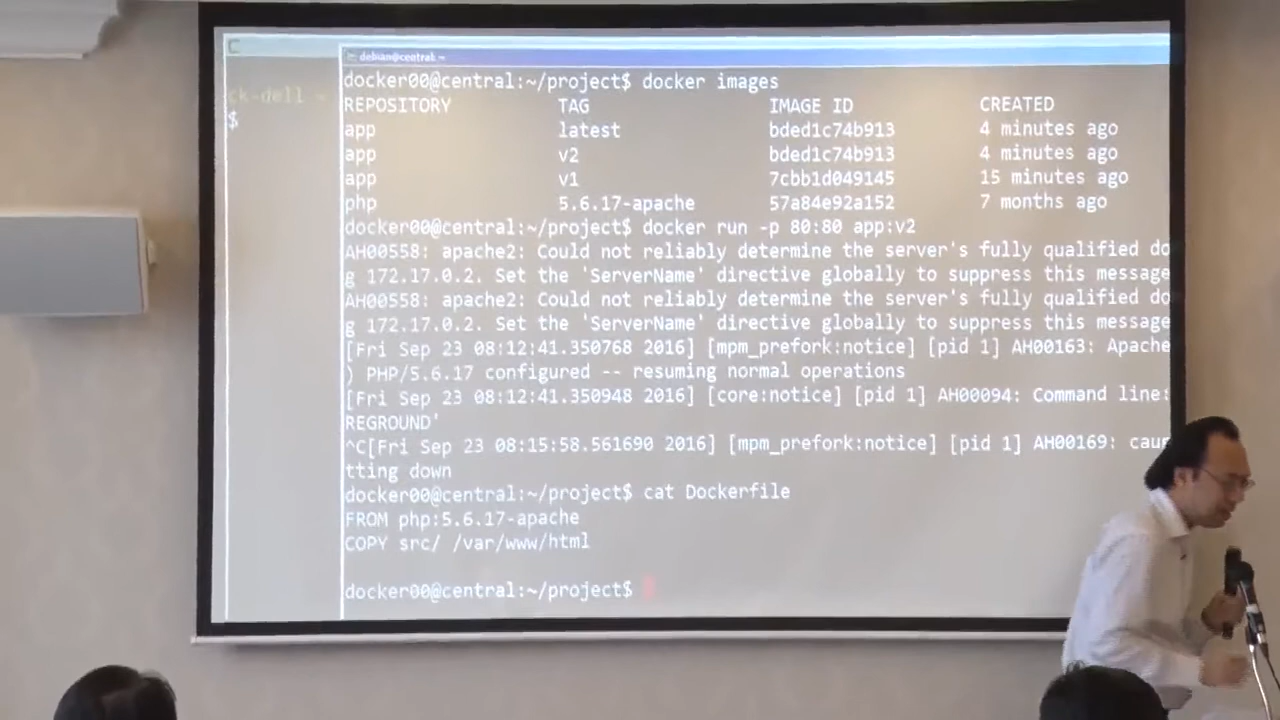 C
debian@central: ~
ck-dell ~
$
docker00@central:~/project$ docker images
REPOSITORY TAG IMAGE ID CREATED
app latest bded1c74b913 4 minutes ago
app v2 bded1c74b913 4 minutes ago
app v1 7cbb1d049145 15 minutes ago
php 5.6.17-apache 57a84e92a152 7 months ago
docker00@central:~/project$ docker run -p 80:80 app:v2
AH00558: apache2: Could not reliably determine the server's fully qualified do
g 172.17.0.2. Set the 'ServerName' directive globally to suppress this message
AH00558: apache2: Could not reliably determine the server's fully qualified do
g 172.17.0.2. Set the 'ServerName' directive globally to suppress this message
[Fri Sep 23 08:12:41.350768 2016] [mpm_prefork:notice] [pid 1] AH00163: Apache
) PHP/5.6.17 configured -- resuming normal operations
[Fri Sep 23 08:12:41.350948 2016] [core:notice] [pid 1] AH00094: Command line:
REGROUND'
^C[Fri Sep 23 08:15:58.561690 2016] [mpm_prefork:notice] [pid 1] AH00169: caug
tting down
docker00@central:~/project$ cat Dockerfile
FROM php:5.6.17-apache
COPY src/ /var/www/html
docker00@central:~/project$